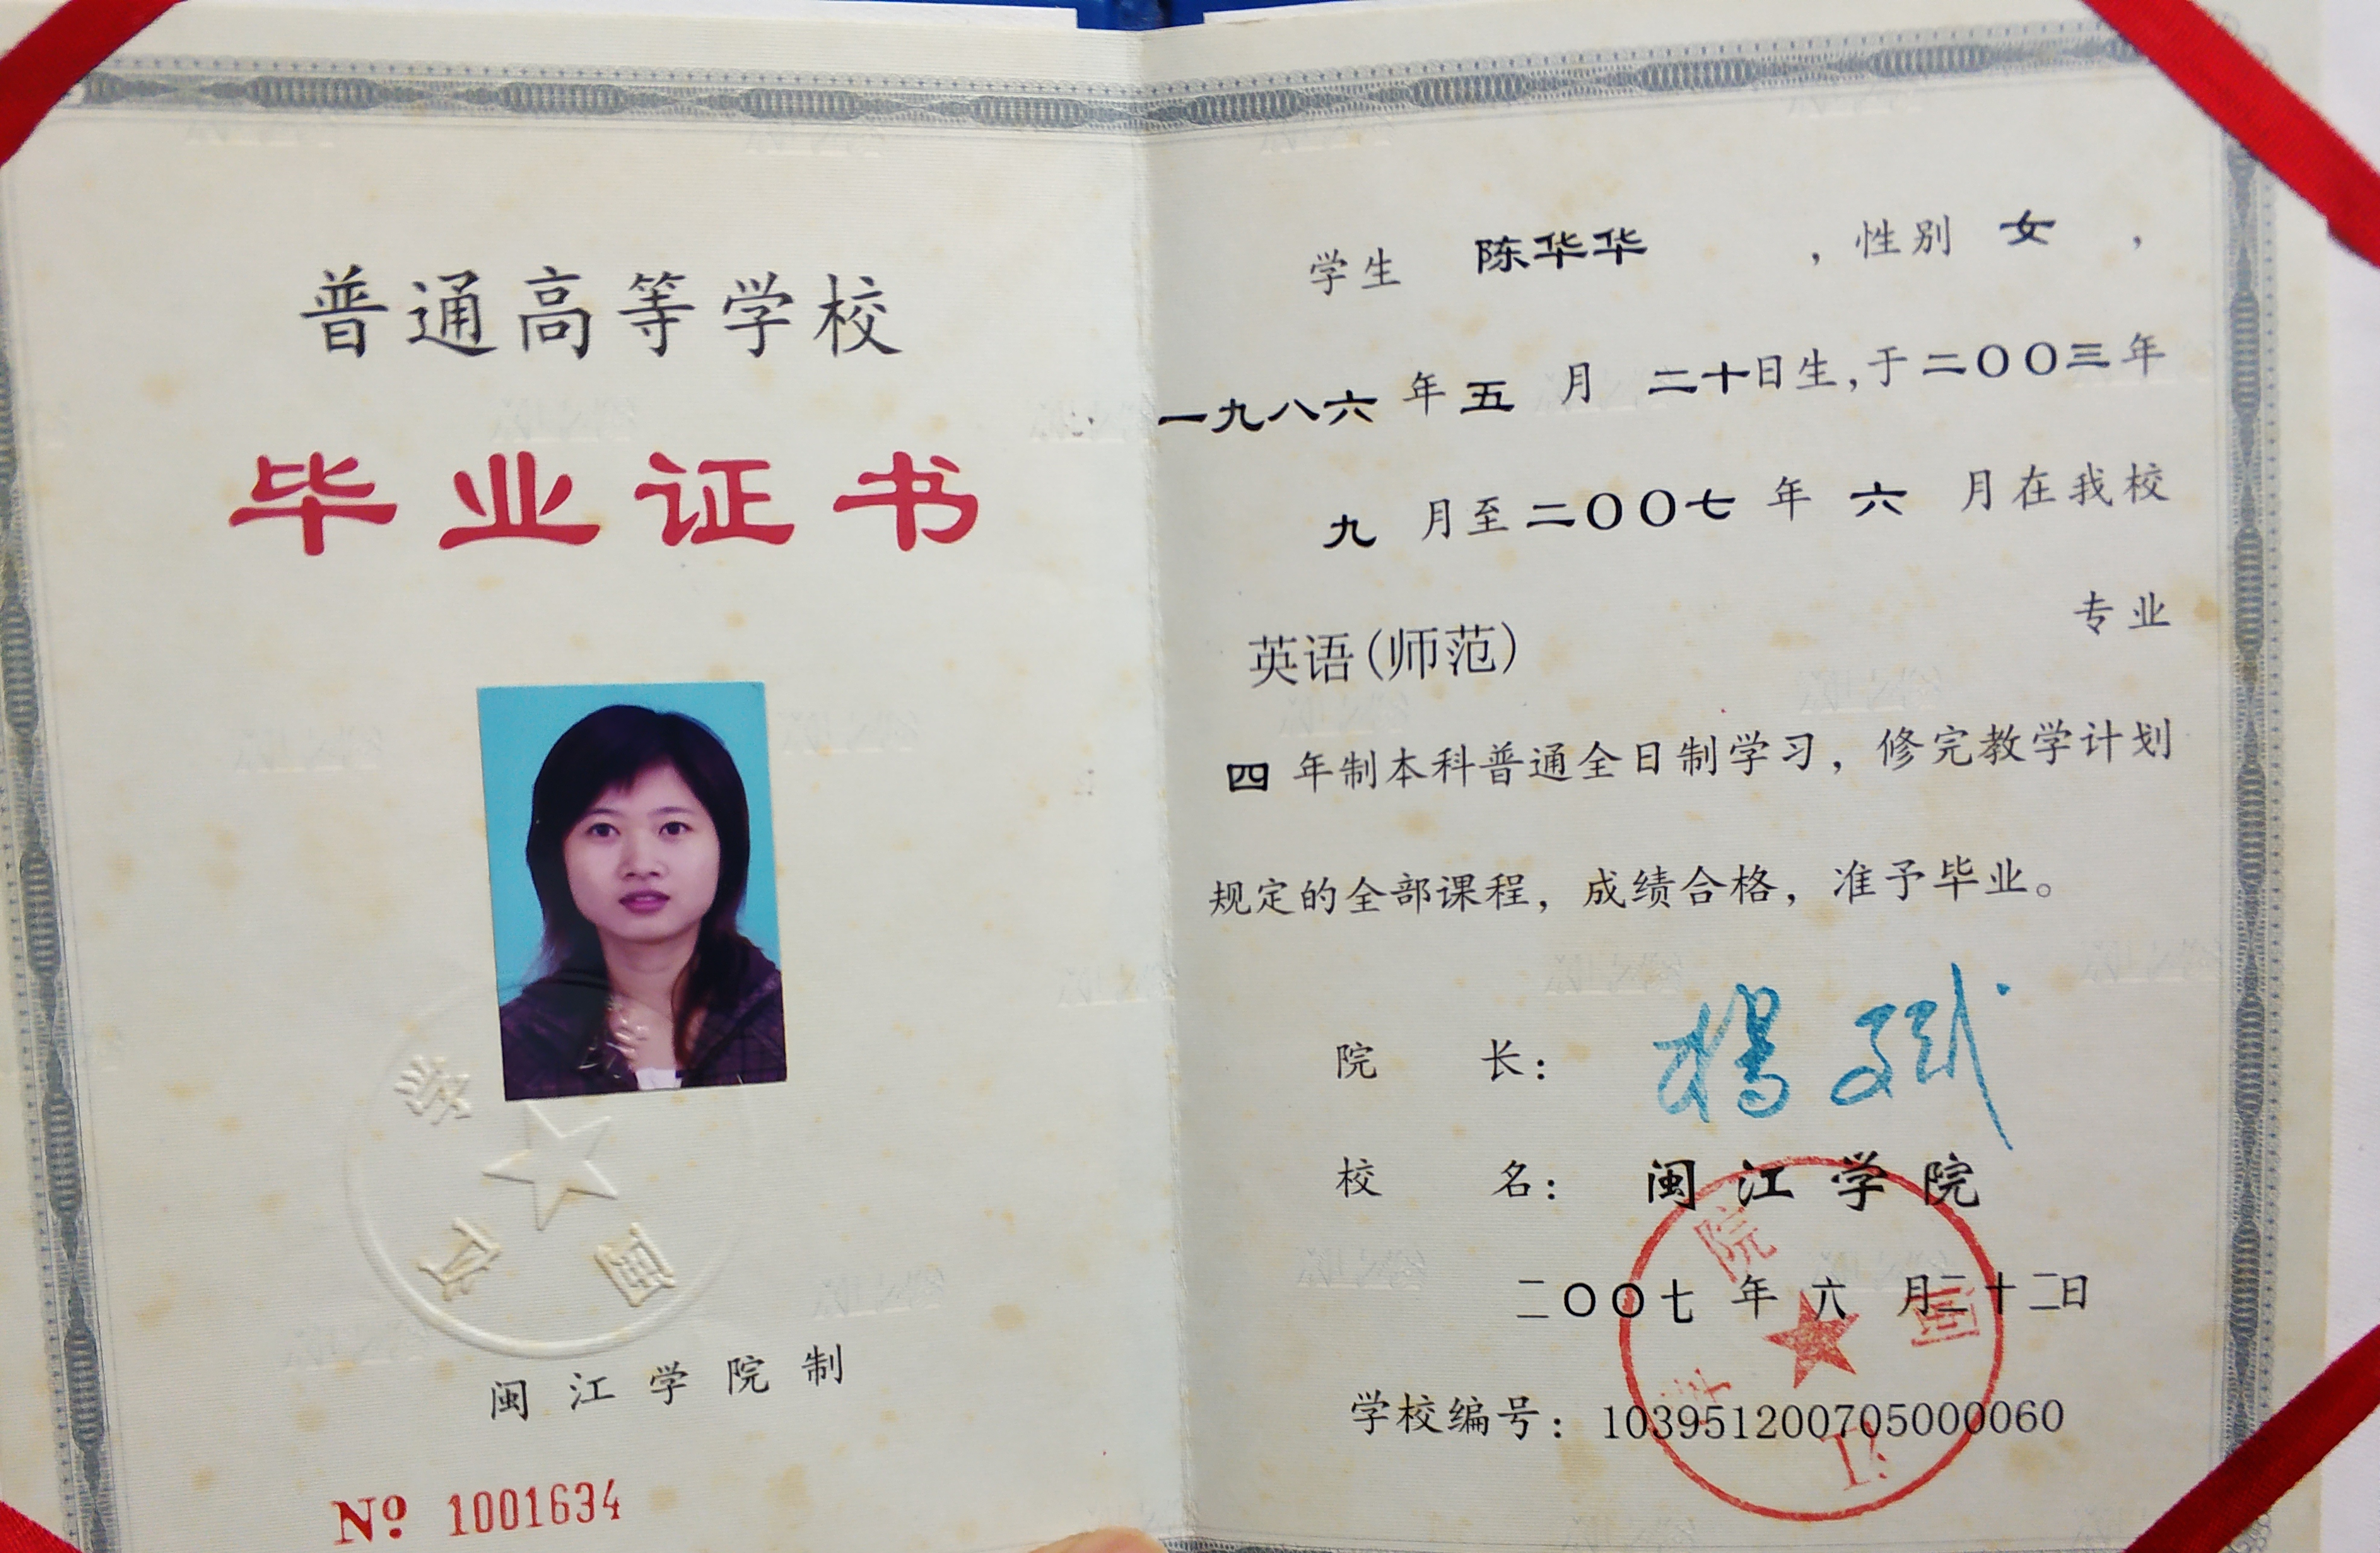 普通高等学校
毕业证书
学江闽
闽江学院制
No 1001634
学生 陈华华 ,性别 女 ,
一九八六 年 五 月 二十日生,于二〇〇三年
九 月至二〇〇七 年 六 月在我校
英语(师范) 专业
四 年制本科普通全日制学习,修完教学计划
规定的全部课程,成绩合格,准予毕业。
院 长:
校 名: 闽江学院
二〇〇七 年 六 月二十二日
学校编号: 103951200705000060